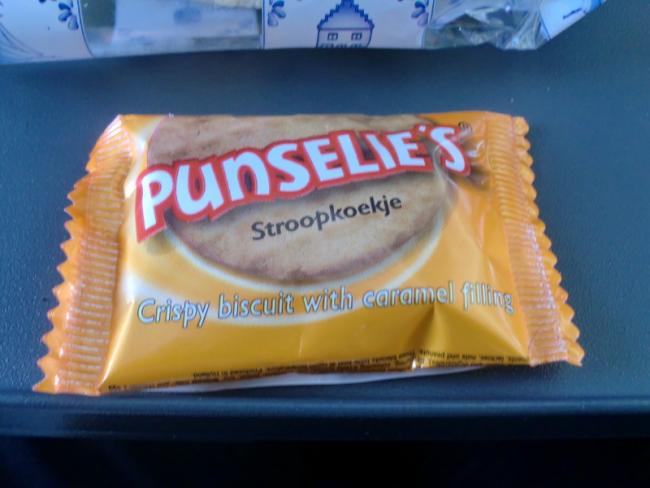 PUNSELIE'S®
Stroopkoekje
Crispy biscuit with caramel filling